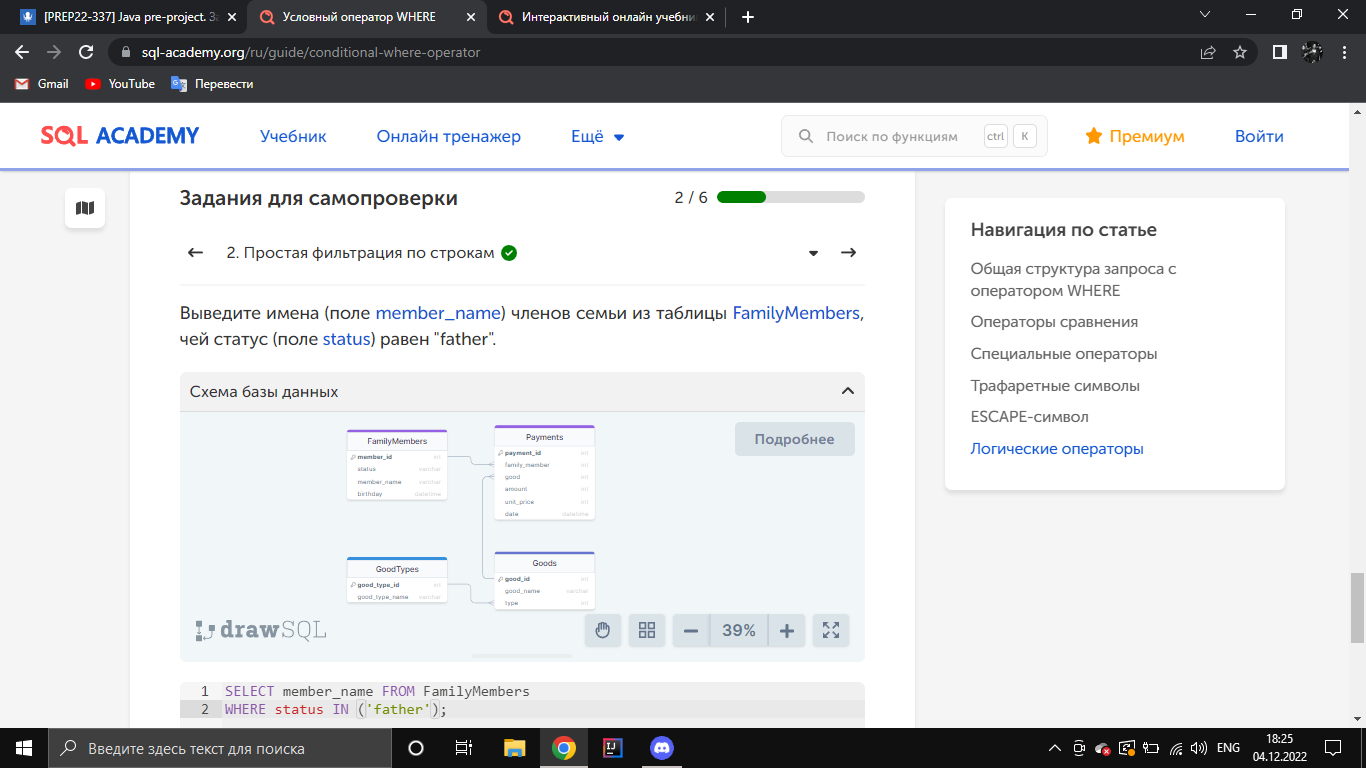 [PREP22-337] Java pre-project. За
Условный оператор WHERE
Интерактивный онлайн учебни
sql-academy.org/ru/guide/conditional-where-operator
Gmail
YouTube
Перевести
SQL ACADEMY
Учебник
Онлайн тренажер
Ещё
Поиск по функциям
ctrl
K
Премиум
Войти
Задания для самопроверки
2 / 6
2. Простая фильтрация по строкам
Выведите имена (поле member_name) членов семьи из таблицы FamilyMembers,
чей статус (поле status) равен "father".
Схема базы данных
Подробнее
FamilyMembers
member_id int
status varchar
member_name varchar
birthday datetime
Payments
payment_id int
family_member int
good int
amount int
unit_price int
date datetime
GoodTypes
good_type_id int
good_type_name varchar
Goods
good_id int
good_name varchar
type int
drawSQL
39%
1 SELECT member_name FROM FamilyMembers
2 WHERE status IN ('father');
Навигация по статье
Общая структура запроса с
оператором WHERE
Операторы сравнения
Специальные операторы
Трафаретные символы
ESCAPE-символ
Логические операторы
Введите здесь текст для поиска
ENG
18:25
04.12.2022